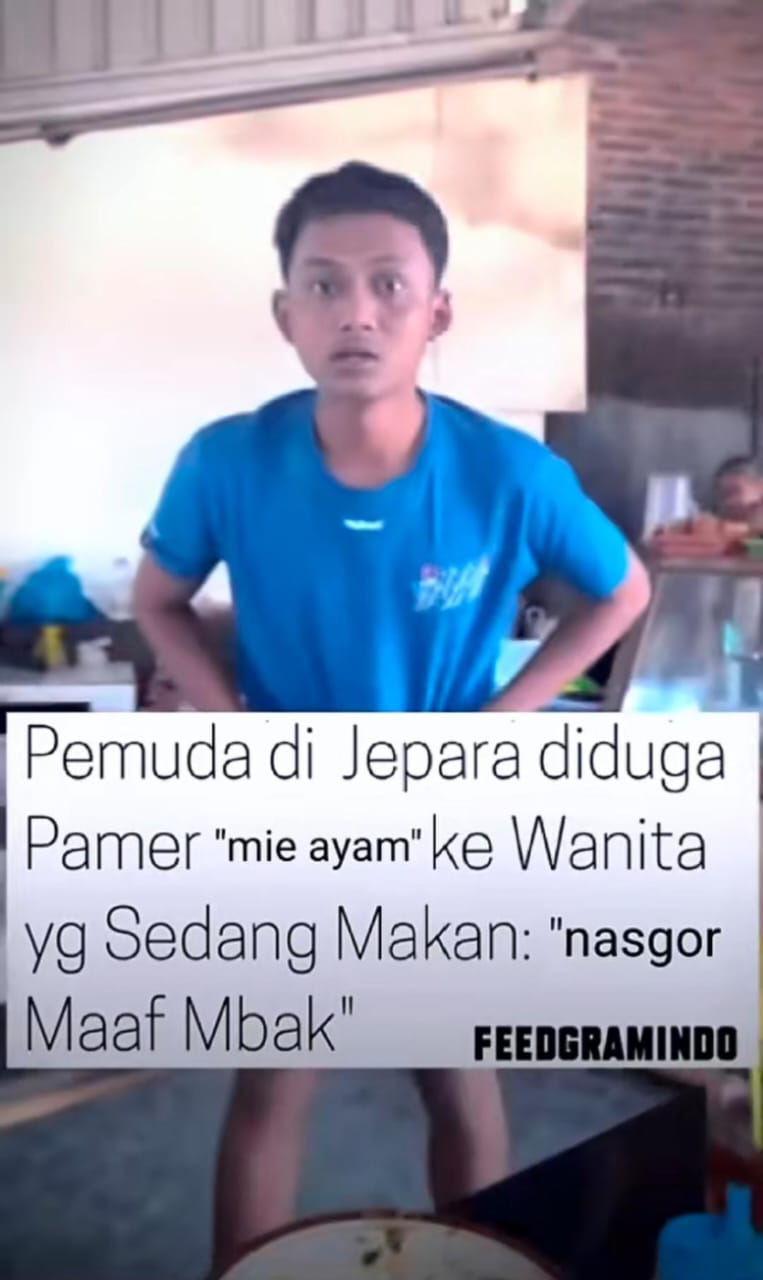 Pemuda di Jepara diduga
Pamer "mie ayam" ke Wanita
yg Sedang Makan: "nasgor
Maaf Mbak"
FEEDGRAMINDO